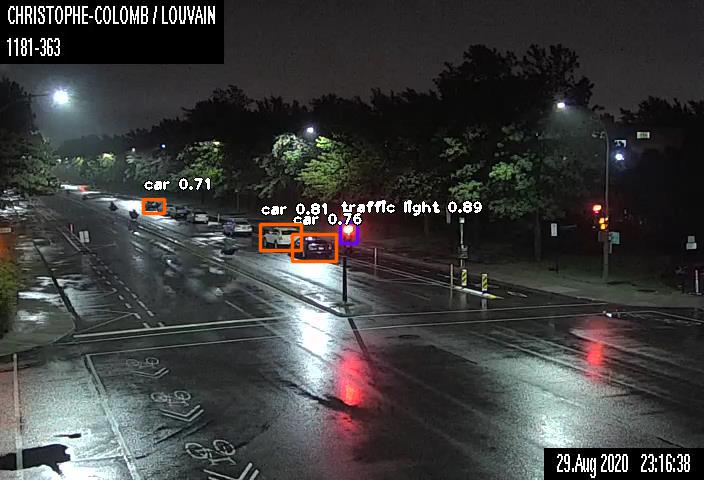 CHRISTOPHE-COLOMB / LOUVAIN
1181-363
car 0.71
car 0.81
traffic light 0.89
car 0.76
29.Aug 2020 23:16:38